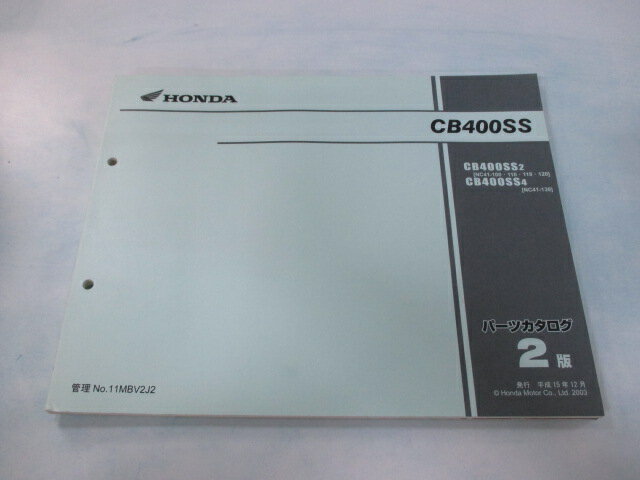 HONDA
CB400SS
CB400SS2
[NC41-100・110・115・120]
CB400SS4
[NC41-130]
パーツカタログ
2版
管理 No.11MBV2J2
発行 平成15年12月
© Honda Motor Co., Ltd. 2003